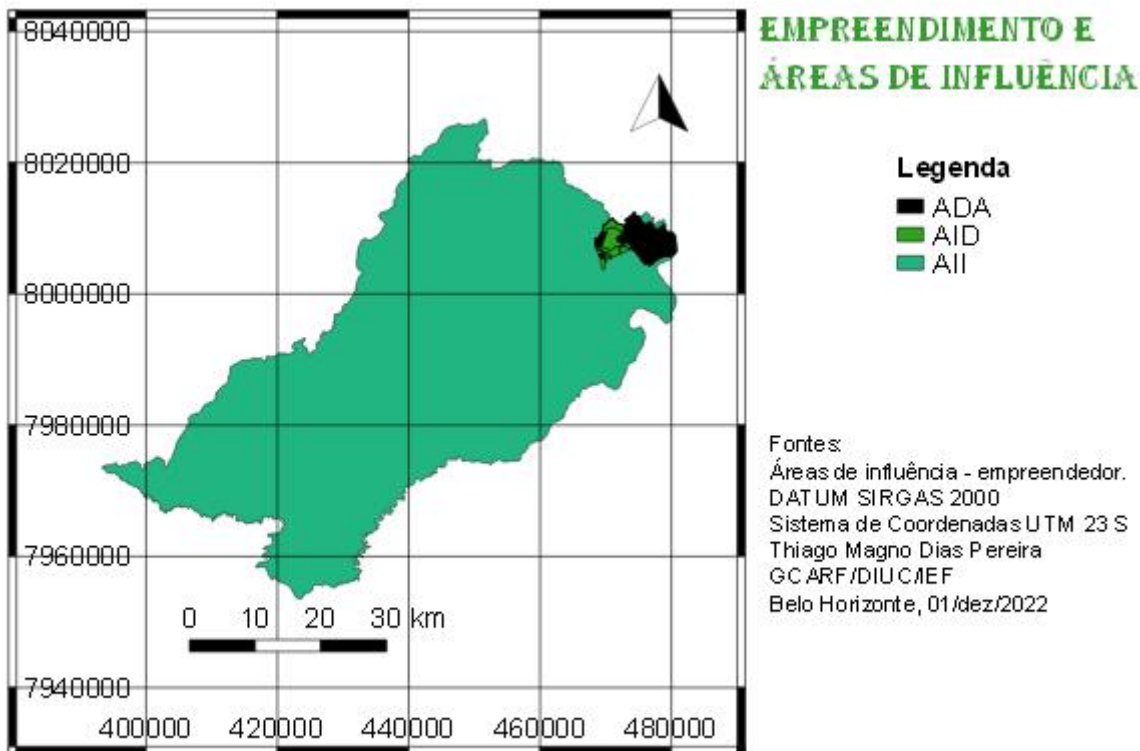 EMPREENDIMENTO E
ÁREAS DE INFLUÊNCIA
Legenda
ADA
AID
AII
Fontes:
Áreas de influência - empreendedor.
DATUM SIRGAS 2000
Sistema de Coordenadas UTM 23 S
Thiago Magno Dias Pereira
GCARF/DIUC/IEF
Belo Horizonte, 01/dez/2022
8040000
8020000
8000000
7980000
7960000
7940000
0 10 20 30 km
400000 420000 440000 460000 480000